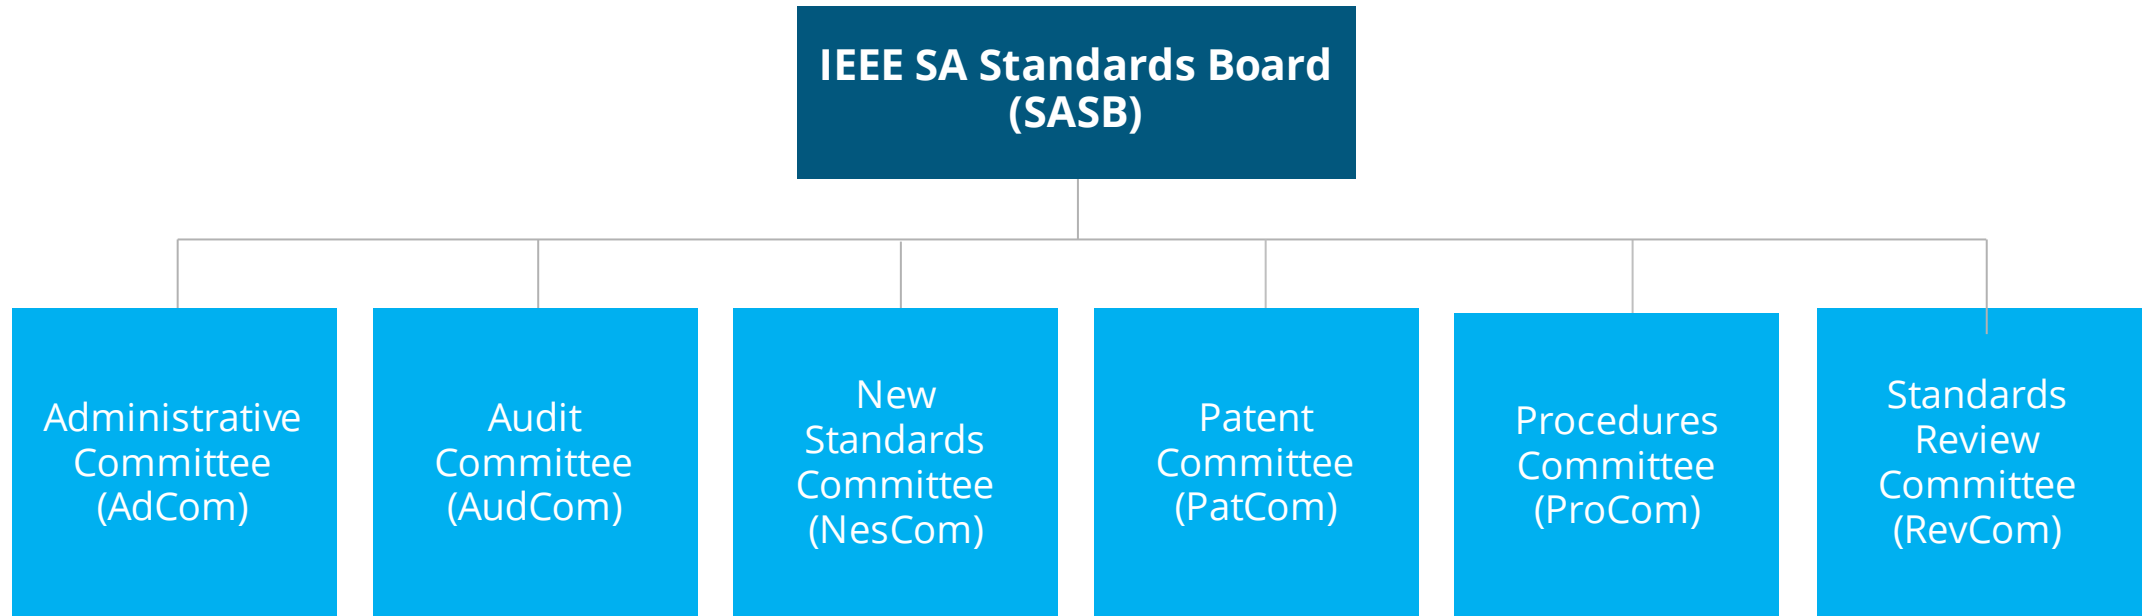 IEEE SA Standards Board
(SASB)
Administrative
Committee
(AdCom)
Audit
Committee
(AudCom)
New
Standards
Committee
(NesCom)
Patent
Committee
(PatCom)
Procedures
Committee
(ProCom)
Standards
Review
Committee
(RevCom)